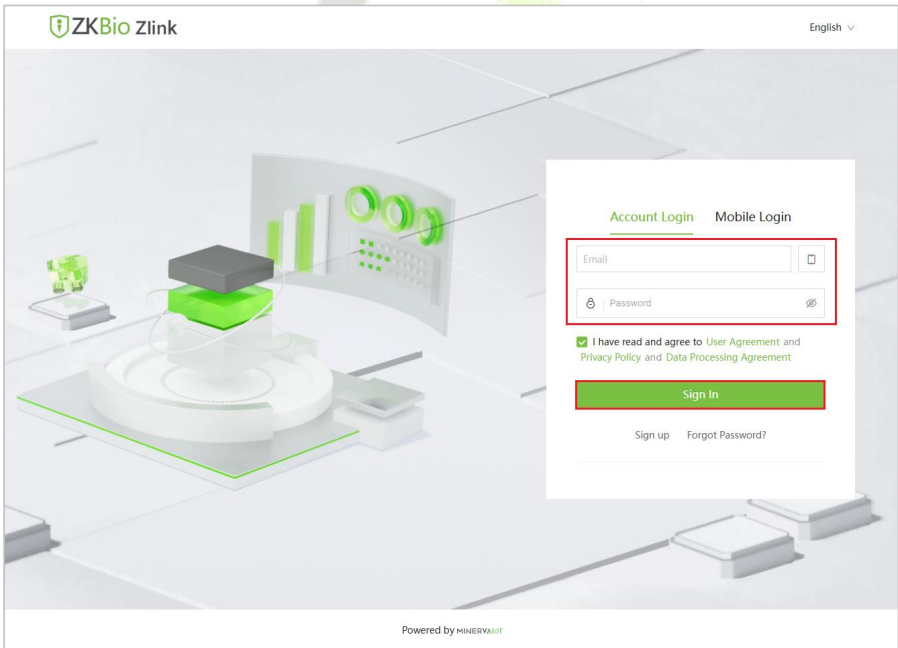 ZKBio Zlink
English
Account Login Mobile Login
Email
Password
I have read and agree to User Agreement and
Privacy Policy and Data Processing Agreement
Sign In
Sign up Forgot Password?
Powered by MINERVAIOT